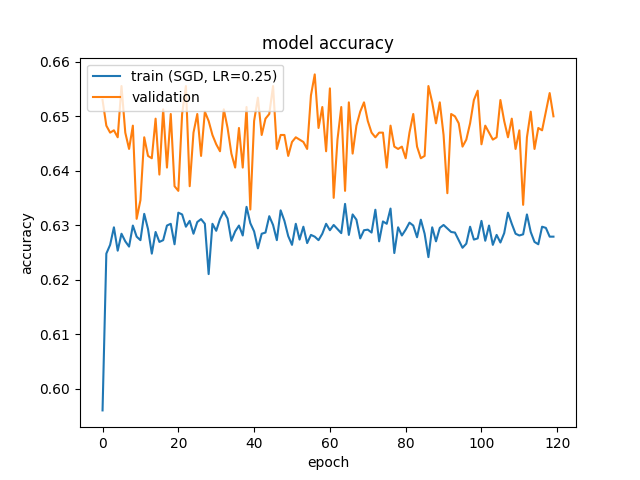 model accuracy
train (SGD, LR=0.25)
validation
0.66
0.65
0.64
0.63
0.62
0.61
0.60
accuracy
0 20 40 60 80 100 120
epoch